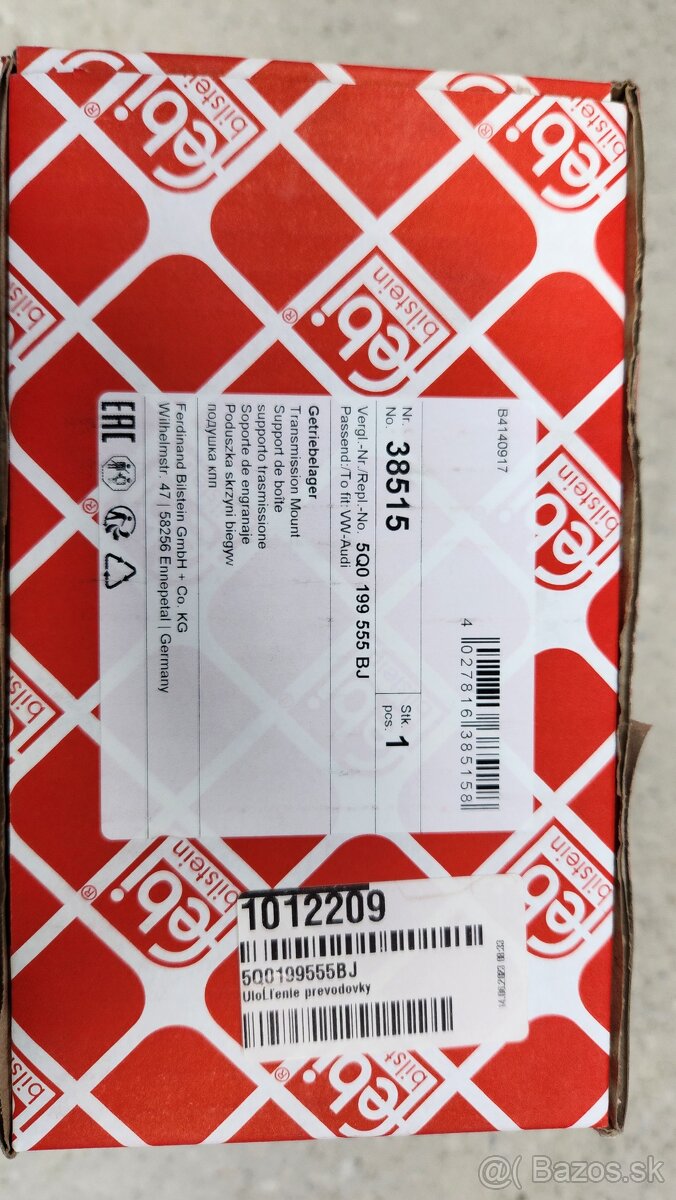 febi
bilstein
®
B4140917
4 027816 385158
Nr.
No. 38515
Stk.
pcs. 1
Vergl.-Nr./Repl.-No. 5Q0 199 555 BJ
Passend:/To fit: VW-Audi
Getriebelager
Transmission Mount
Support de boîte
supporto trasmissione
Soporte de engranaje
Poduszka skrzyni biegyw
подушка кпп
Ferdinand Bilstein GmbH + Co. KG
Wilhelmstr. 47 | 58256 Ennepetal | Germany
EAC
1012209
5Q0199555BJ
UloLľenie prevodovky
@ Bazos.sk